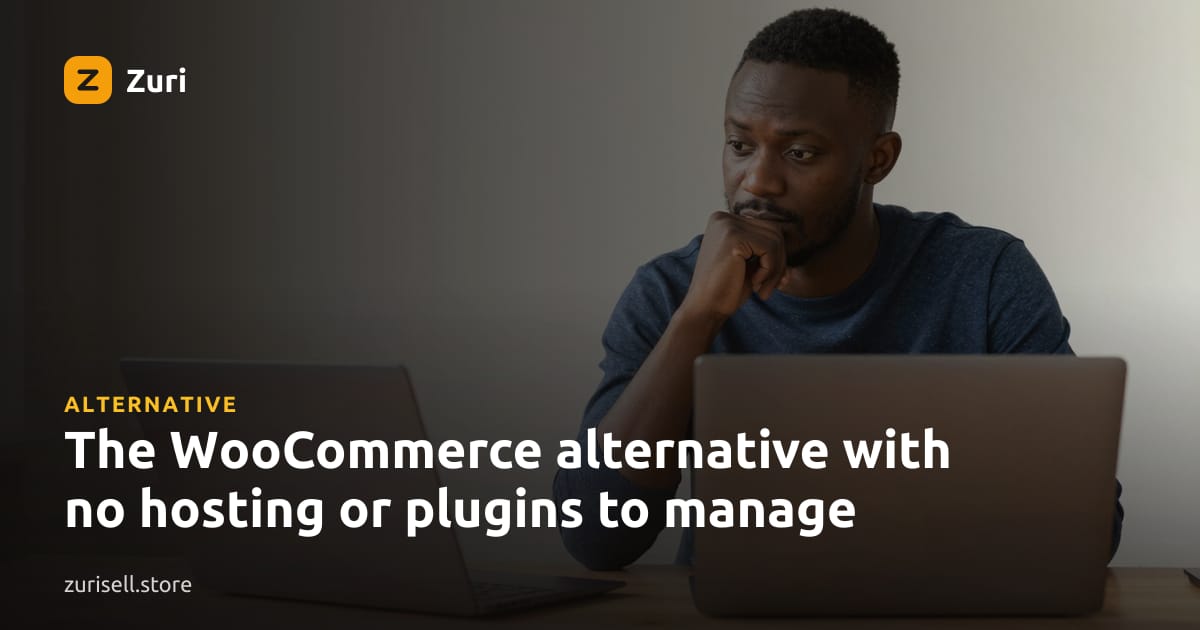 Z Zuri
ALTERNATIVE
The WooCommerce alternative with
no hosting or plugins to manage
zurisell.store